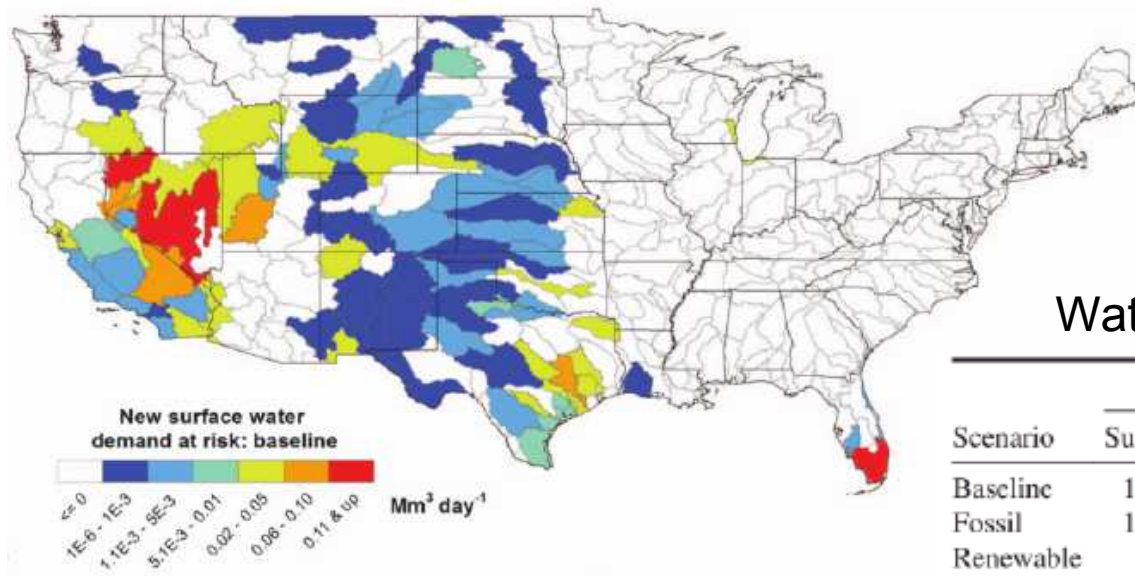 New surface water
demand at risk: baseline
<= 0
1E-6 - 1E-3
1.1E-3 - 5E-3
5.1E-3 - 0.01
0.02 - 0.05
0.06 - 0.10
0.11 & up
Mm³ day⁻¹
Wat
Scenario Su
Baseline 1
Fossil 1
Renewable